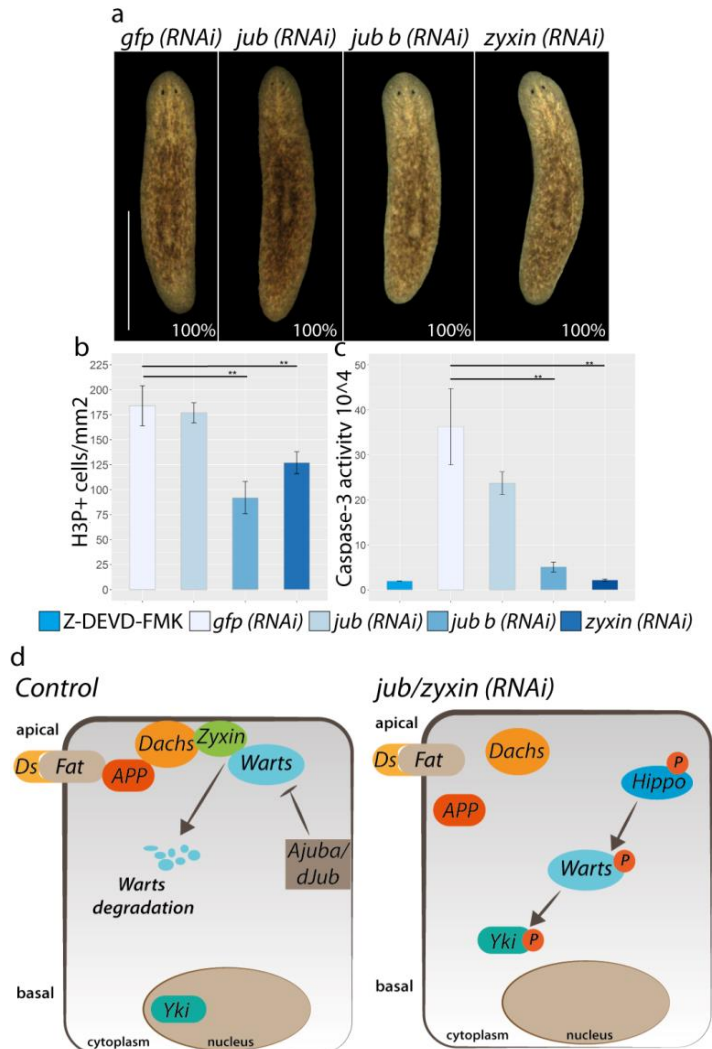 a
gfp (RNAi) jub (RNAi) jub b (RNAi) zyxin (RNAi)
100% 100% 100% 100%
b
H3P+ cells/mm2
225
200
175
150
125
100
75
50
25
0
**
**
c
Caspase-3 activity 10^4
50
40
30
20
10
0
**
**
Z-DEVD-FMK gfp (RNAi) jub (RNAi) jub b (RNAi) zyxin (RNAi)
d
Control
apical
Ds Fat APP Dachs Zyxin Warts
Warts
degradation
Ajuba/
dJub
basal
Yki
cytoplasm nucleus
jub/zyxin (RNAi)
apical
Ds Fat Dachs
APP
P
Hippo
Warts P
Yki P
basal
cytoplasm nucleus